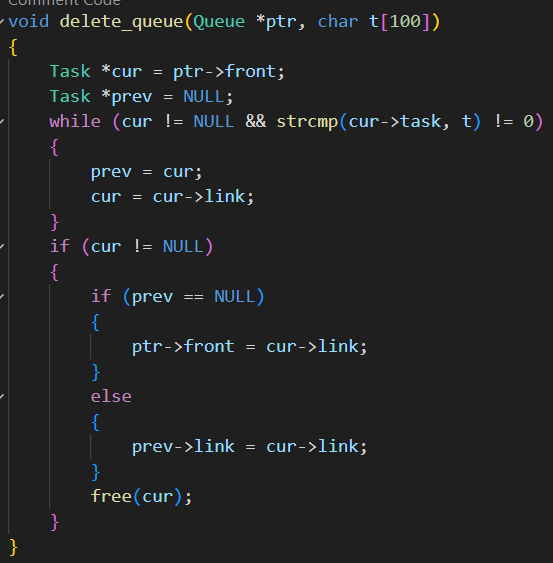 Comment Code
void delete_queue(Queue *ptr, char t[100])
{
    Task *cur = ptr->front;
    Task *prev = NULL;
    while (cur != NULL && strcmp(cur->task, t) != 0)
    {
        prev = cur;
        cur = cur->link;
    }
    if (cur != NULL)
    {
        if (prev == NULL)
        {
            ptr->front = cur->link;
        }
        else
        {
            prev->link = cur->link;
        }
        free(cur);
    }
}